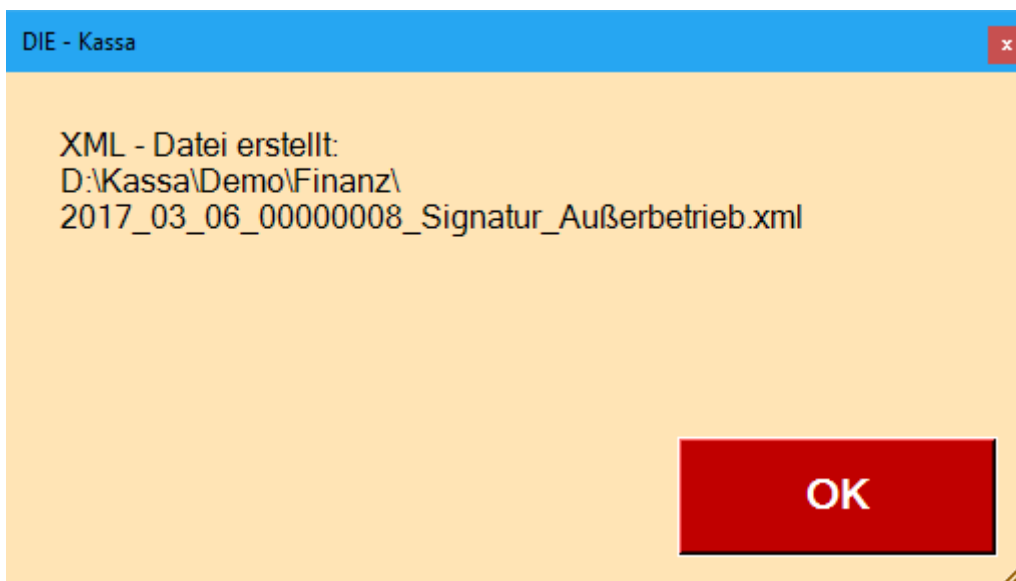 DIE - Kassa
x
XML - Datei erstellt:
D:\Kassa\Demo\Finanz\
2017_03_06_00000008_Signatur_Außerbetrieb.xml
OK